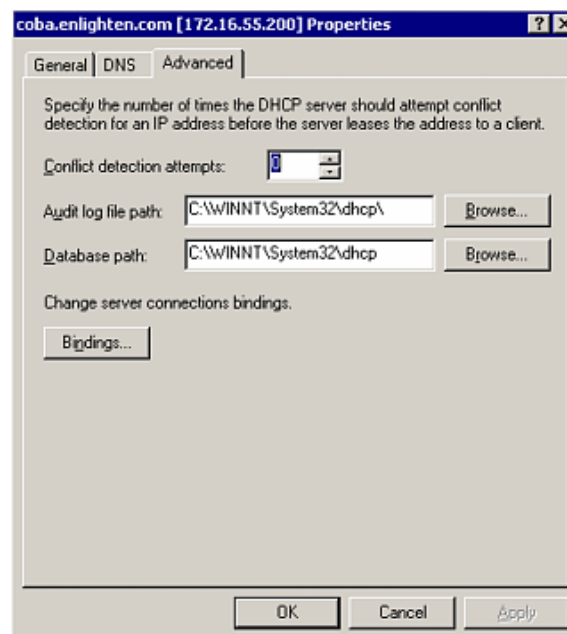 coba.enlighten.com [172.16.55.200] Properties
General DNS Advanced
Specify the number of times the DHCP server should attempt conflict
detection for an IP address before the server leases the address to a client.
Conflict detection attempts: 0
Audit log file path: C:\WINNT\System32\dhcp\ Browse...
Database path: C:\WINNT\System32\dhcp Browse...
Change server connections bindings.
Bindings...
OK Cancel Apply